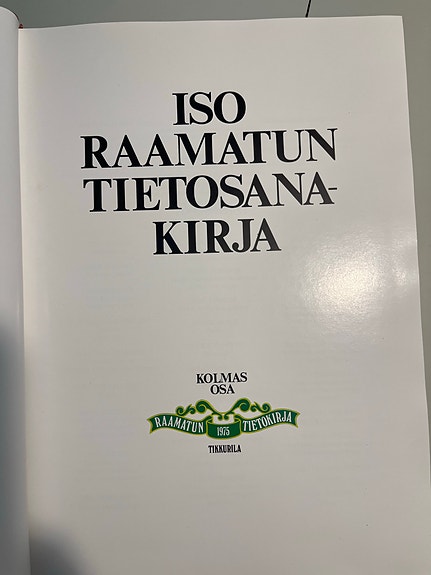 ISO
RAAMATUN
TIETOSANA-
KIRJA
KOLMAS
OSA
RAAMATUN 1975 TIETOKIRJA
TIKKURILA